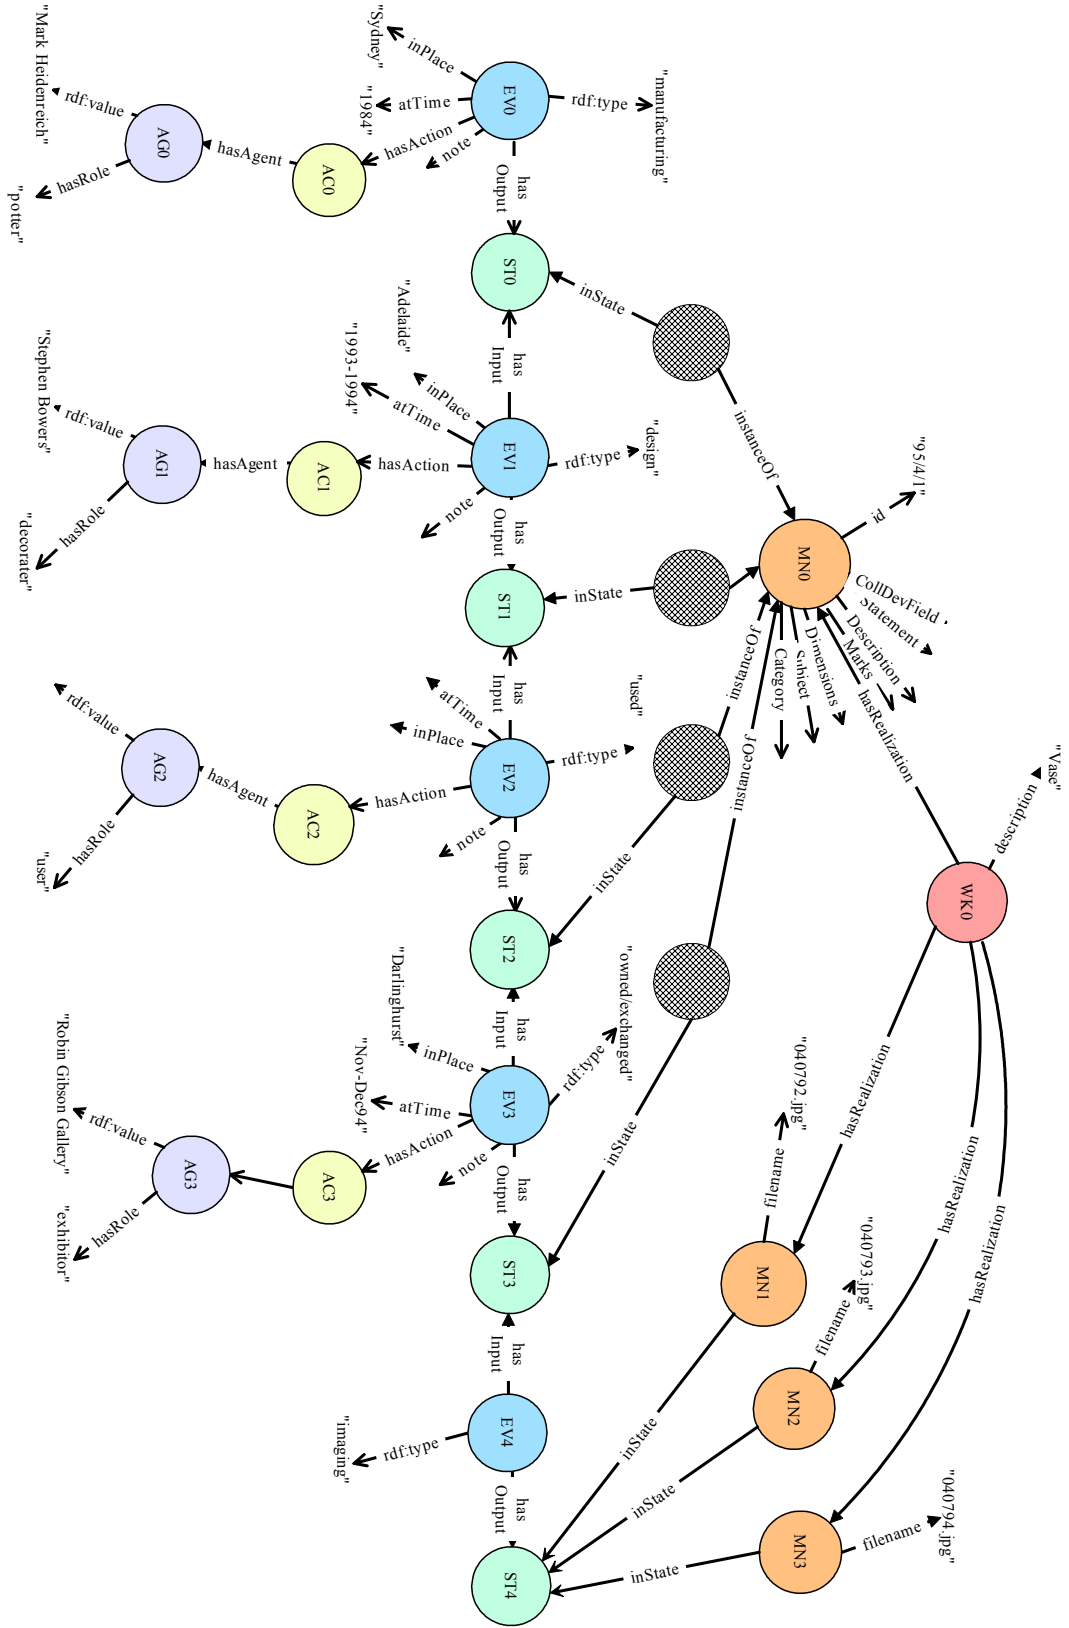 "Sydney"
inPlace
"1984"
atTime
EV0
rdf:type
"manufacturing"
"Mark Heidenreich"
rdf:value
AG0
hasAgent
hasAction
note
AC0
hasRole
"potter"
has
Output
ST0
inState
"Adelaide"
inPlace
"1993-1994"
atTime
has
Input
EV1
rdf:type
"design"
"Stephen Bowers"
rdf:value
AG1
hasAgent
AC1
hasAction
note
hasRole
"decorater"
has
Output
ST1
inState
instanceOf
MN0
id
"95/4/1"
CollDevField
Statement
Description
Marks
Dimensions
Subject
Category
hasRealization
has
Input
atTime
inPlace
EV2
rdf:type
"used"
rdf:value
AG2
hasAgent
AC2
hasAction
note
hasRole
"user"
has
Output
ST2
inState
instanceOf
instanceOf
"Vase"
description
WK0
"Darlinghurst"
inPlace
"Nov-Dec94"
atTime
has
Input
EV3
rdf:type
"owned/exchanged"
"Robin Gibson Gallery"
rdf:value
AG3
AC3
hasAction
note
hasRole
"exhibitor"
has
Output
ST3
inState
hasRealization
hasRealization
hasRealization
"040792.jpg"
filename
MN1
"040793.jpg"
filename
MN2
"040794.jpg"
filename
MN3
has
Input
EV4
rdf:type
"imaging"
has
Output
ST4
inState
inState
inState